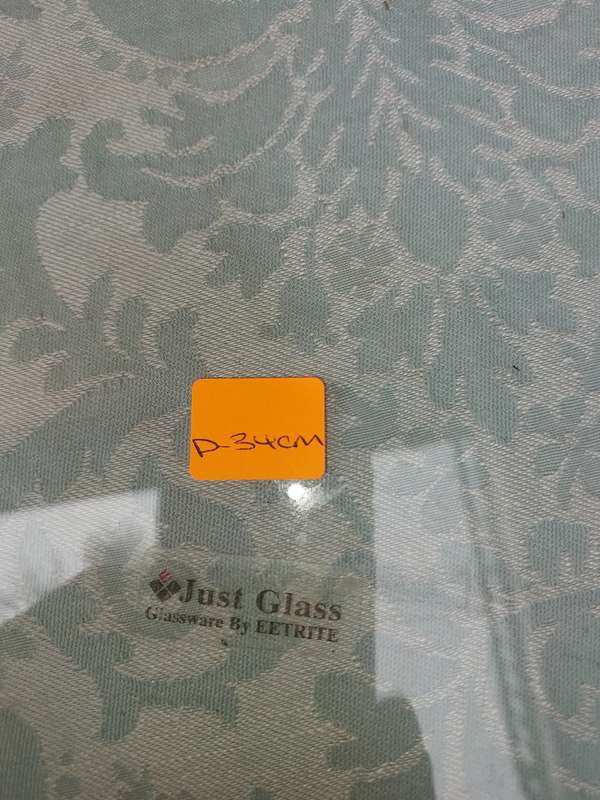 D-34CM
Just Glass
Glassware By EETRITE